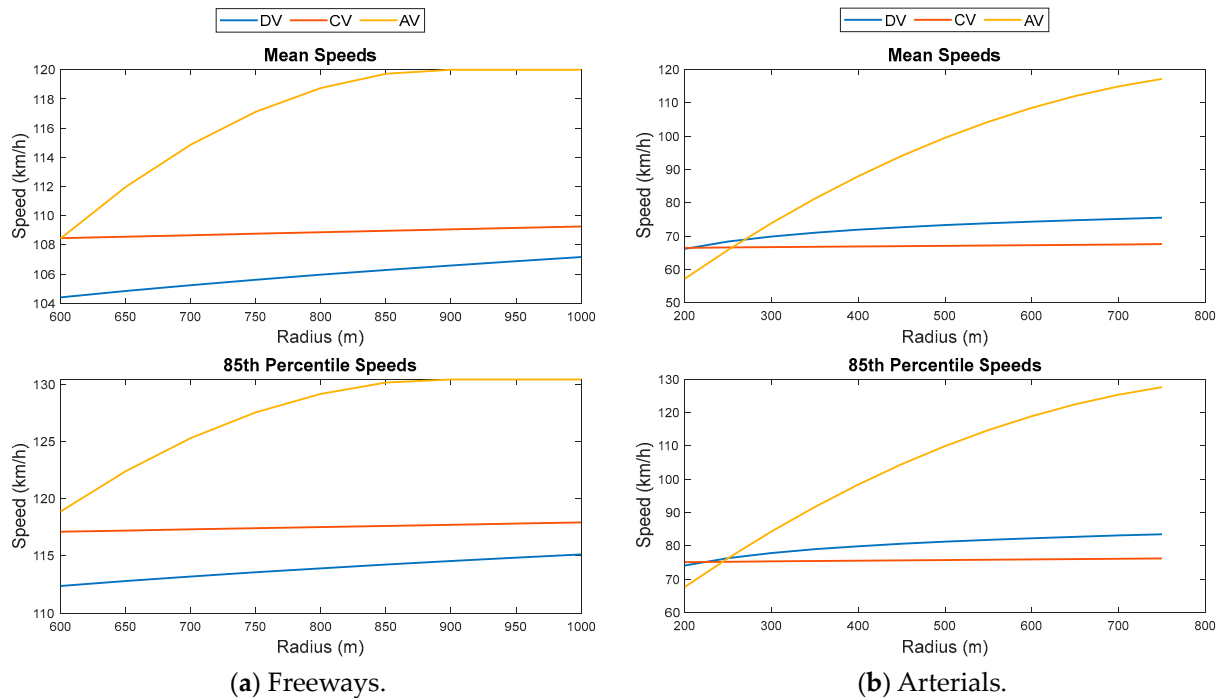 DV CV AV
Mean Speeds
120
118
116
114
112
110
108
106
104
Speed (km/h)
600 650 700 750 800 850 900 950 1000
Radius (m)
85th Percentile Speeds
130
125
120
115
110
Speed (km/h)
600 650 700 750 800 850 900 950 1000
Radius (m)
(a) Freeways.
DV CV AV
Mean Speeds
120
110
100
90
80
70
60
50
Speed (km/h)
200 300 400 500 600 700 800
Radius (m)
85th Percentile Speeds
130
120
110
100
90
80
70
60
Speed (km/h)
200 300 400 500 600 700 800
Radius (m)
(b) Arterials.